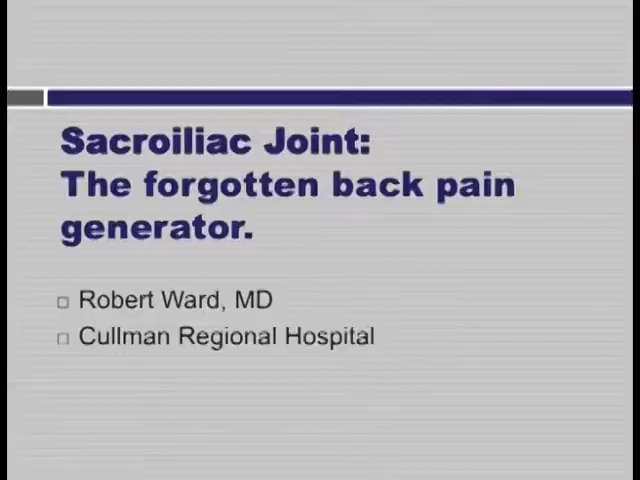 Sacroiliac Joint:
The forgotten back pain
generator.
Robert Ward, MD
Cullman Regional Hospital